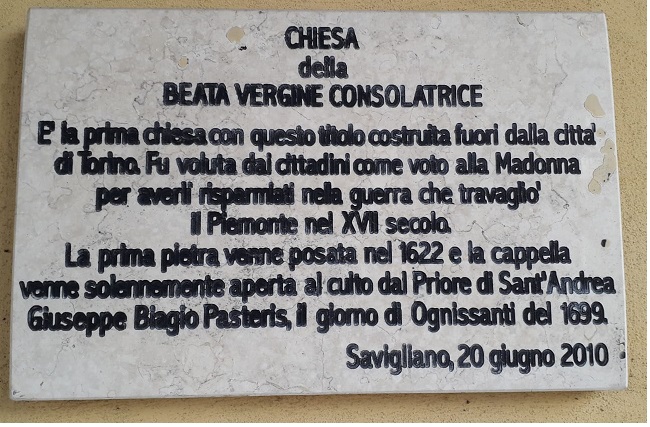 CHIESA
della
BEATA VERGINE CONSOLATRICE
E' la prima chiesa con questo titolo costruita fuori dalla citta'
di Torino. Fu voluta dai cittadini come voto alla Madonna
per averli risparmiati nella guerra che travaglio'
il Piemonte nel XVII secolo.
La prima pietra venne posata nel 1622 e la cappella
venne solennemente aperta al culto dal Priore di Sant'Andrea
Giuseppe Biagio Pasteris, il giorno di Ognissanti del 1699.
Savigliano, 20 giugno 2010